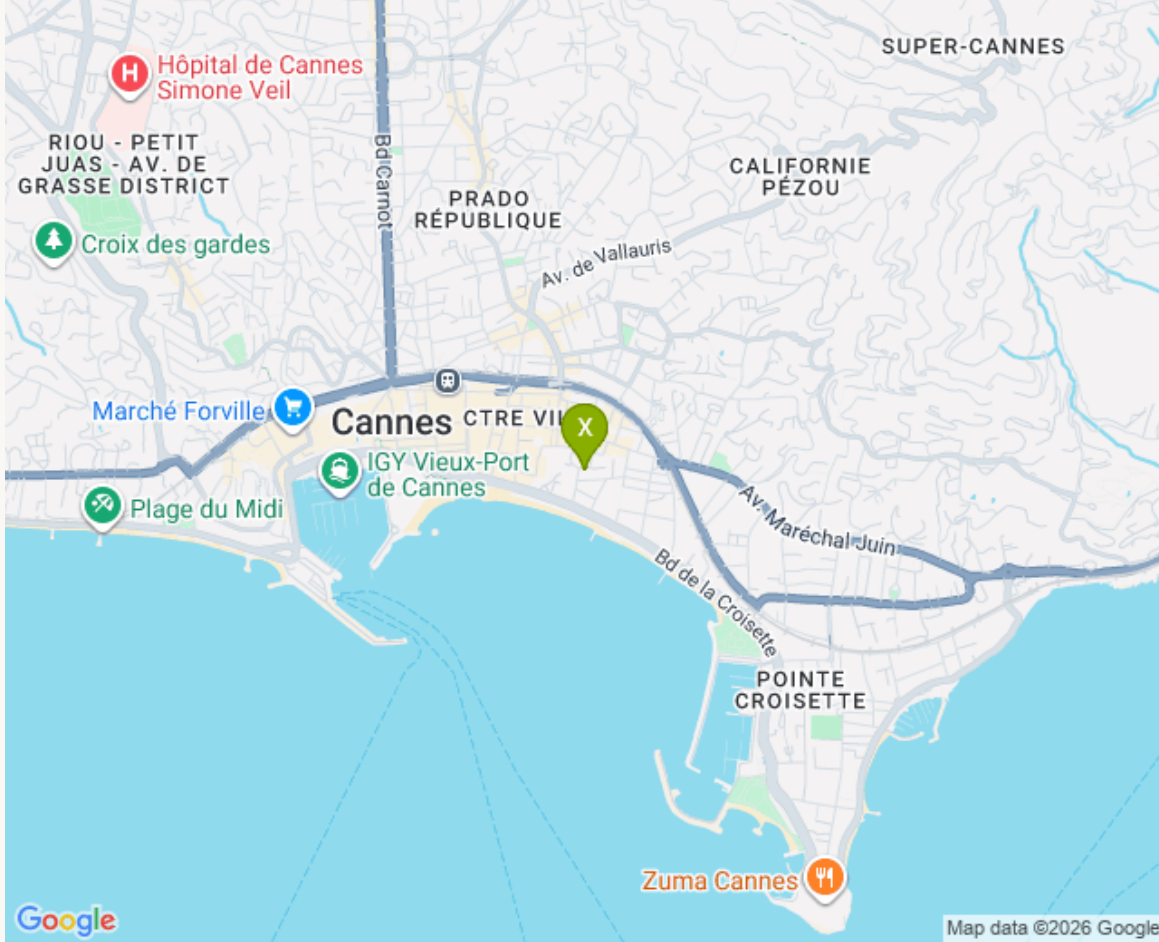 SUPER-CANNES
H
Hôpital de Cannes
Simone Veil
RIOU - PETIT
JUAS - AV. DE
GRASSE DISTRICT
Bd Carnot
CALIFORNIE
PÉZOU
PRADO
RÉPUBLIQUE
Croix des gardes
Av. de Vallauris
Marché Forville
Cannes
CTRE VIL
X
IGY Vieux-Port
de Cannes
Plage du Midi
Av. Maréchal Juin
Bd de la Croisette
POINTE
CROISETTE
Zuma Cannes
Google
Map data ©2026 Google